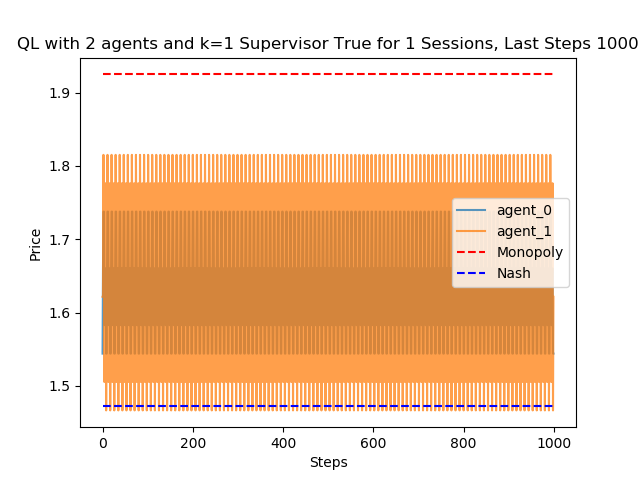 QL with 2 agents and k=1 Supervisor True for 1 Sessions, Last Steps 1000
1.9
1.8
1.7
1.6
1.5
Price
agent_0
agent_1
Monopoly
Nash
0
200
400
600
800
1000
Steps